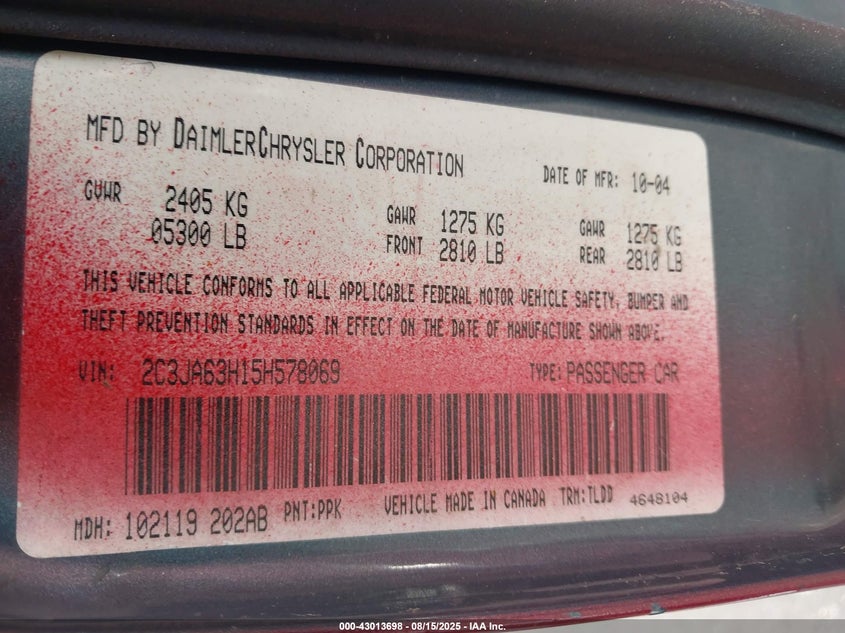 MFD BY DAIMLERCHRYSLER CORPORATION DATE OF MFR: 10-04
GVWR 2405 KG GAWR 1275 KG GAWR 1275 KG
05300 LB FRONT 2810 LB REAR 2810 LB
THIS VEHICLE CONFORMS TO ALL APPLICABLE FEDERAL MOTOR VEHICLE SAFETY, BUMPER AND
THEFT PREVENTION STANDARDS IN EFFECT ON THE DATE OF MANUFACTURE SHOWN ABOVE.
VIN: 2C3JA63H15H578069 TYPE: PASSENGER CAR
MDH: 102119 202AB PNT:PPK VEHICLE MADE IN CANADA TRM:TLDD 4648104
000-43013698 - 08/15/2025 - IAA Inc.